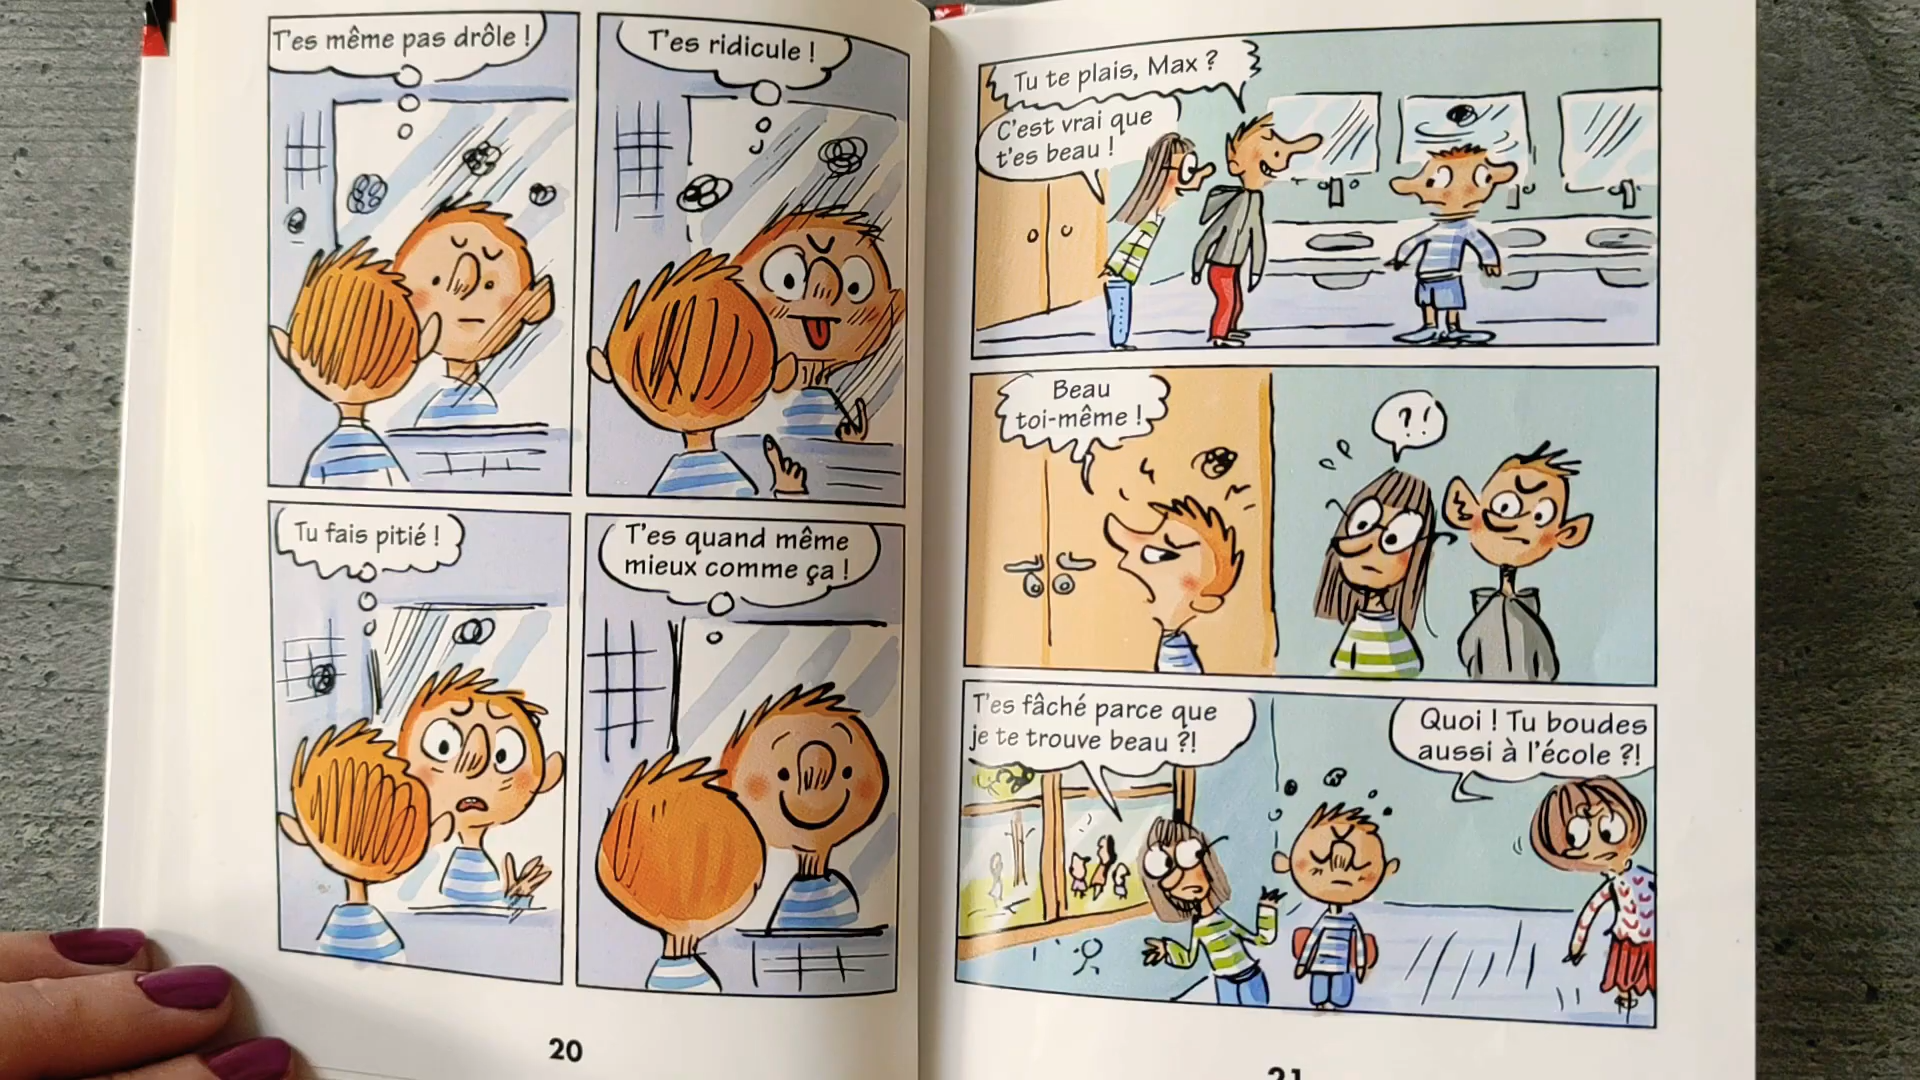 T'es même pas drôle !
T'es ridicule !
Tu fais pitié !
T'es quand même
mieux comme ça !
20
Tu te plais, Max ?
C'est vrai que
t'es beau !
Beau
toi-même !
?!
T'es fâché parce que
je te trouve beau ?!
Quoi ! Tu boudes
aussi à l'école ?!
21